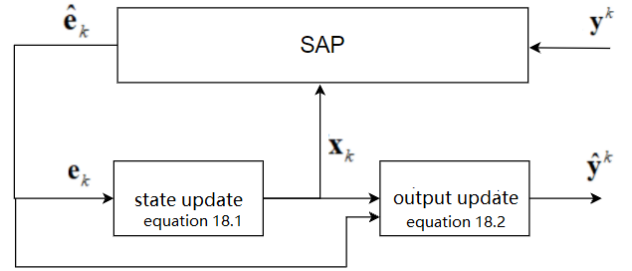 ê_k
SAP
y^k
x_k
e_k
ŷ^k
state update
equation 18.1
output update
equation 18.2